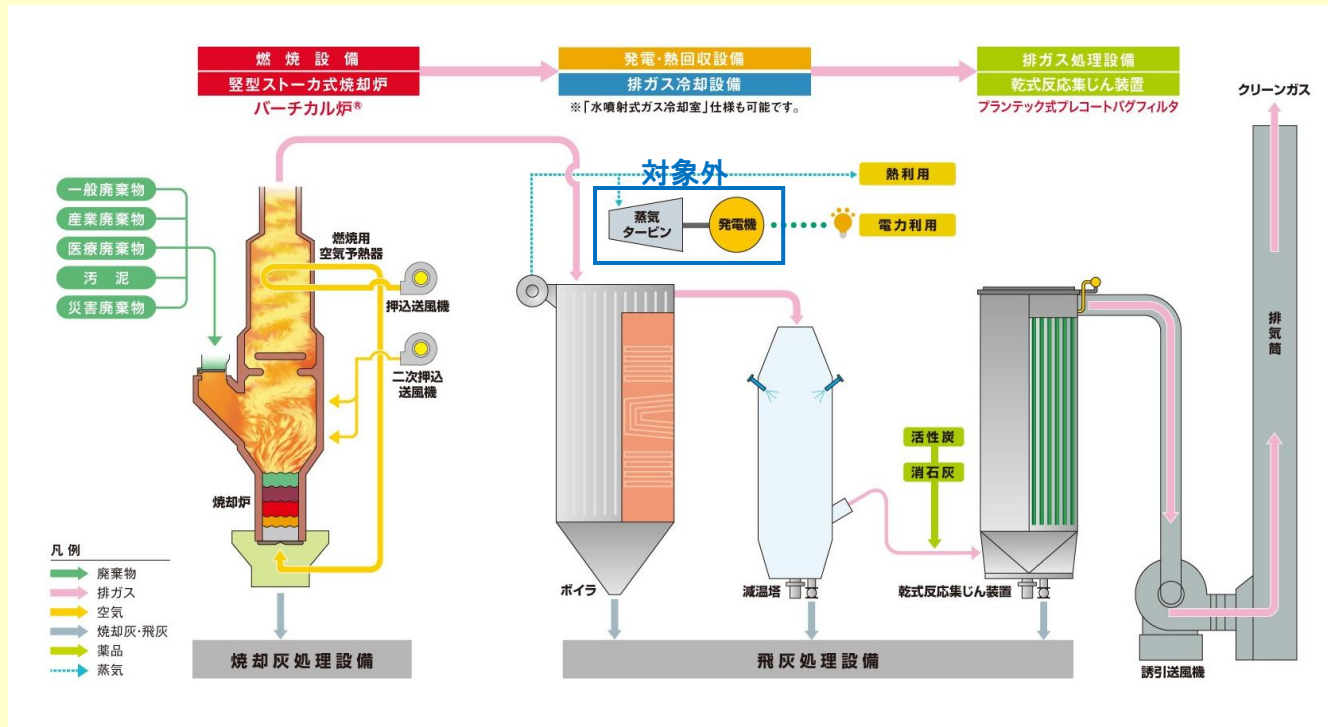 燃焼設備
竪型ストーカ式焼却炉
バーチカル炉®
発電・熱回収設備
排ガス冷却設備
※「水噴射式ガス冷却室」仕様も可能です。
排ガス処理設備
乾式反応集じん装置
プランテック式プレコートバグフィルタ
クリーンガス
対象外
熱利用
蒸気
タービン
発電機
電力利用
一般廃棄物
産業廃棄物
医療廃棄物
汚泥
災害廃棄物
燃焼用
空気予熱器
押込送風機
二次押込
送風機
排気筒
活性炭
消石灰
焼却炉
ボイラ
減温塔
乾式反応集じん装置
誘引送風機
凡例
廃棄物
排ガス
空気
焼却灰・飛灰
薬品
蒸気
焼却灰処理設備
飛灰処理設備